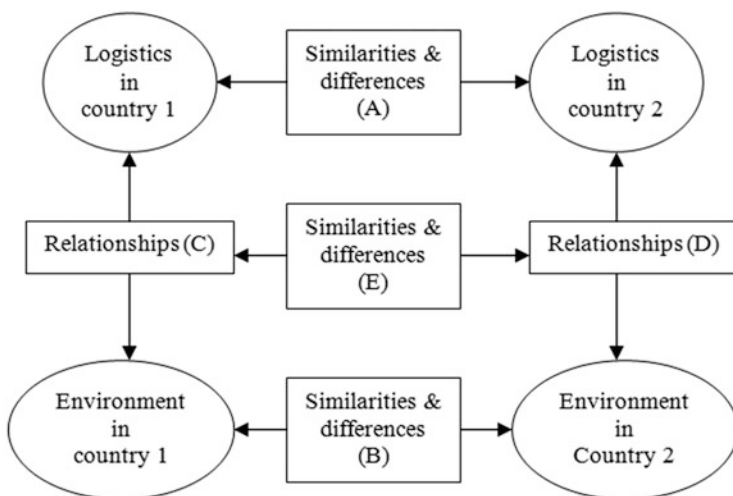 Logistics
in
country 1
Similarities &
differences
(A)
Logistics
in
country 2
Relationships (C)
Similarities &
differences
(E)
Relationships (D)
Environment
in
country 1
Similarities &
differences
(B)
Environment
in
Country 2